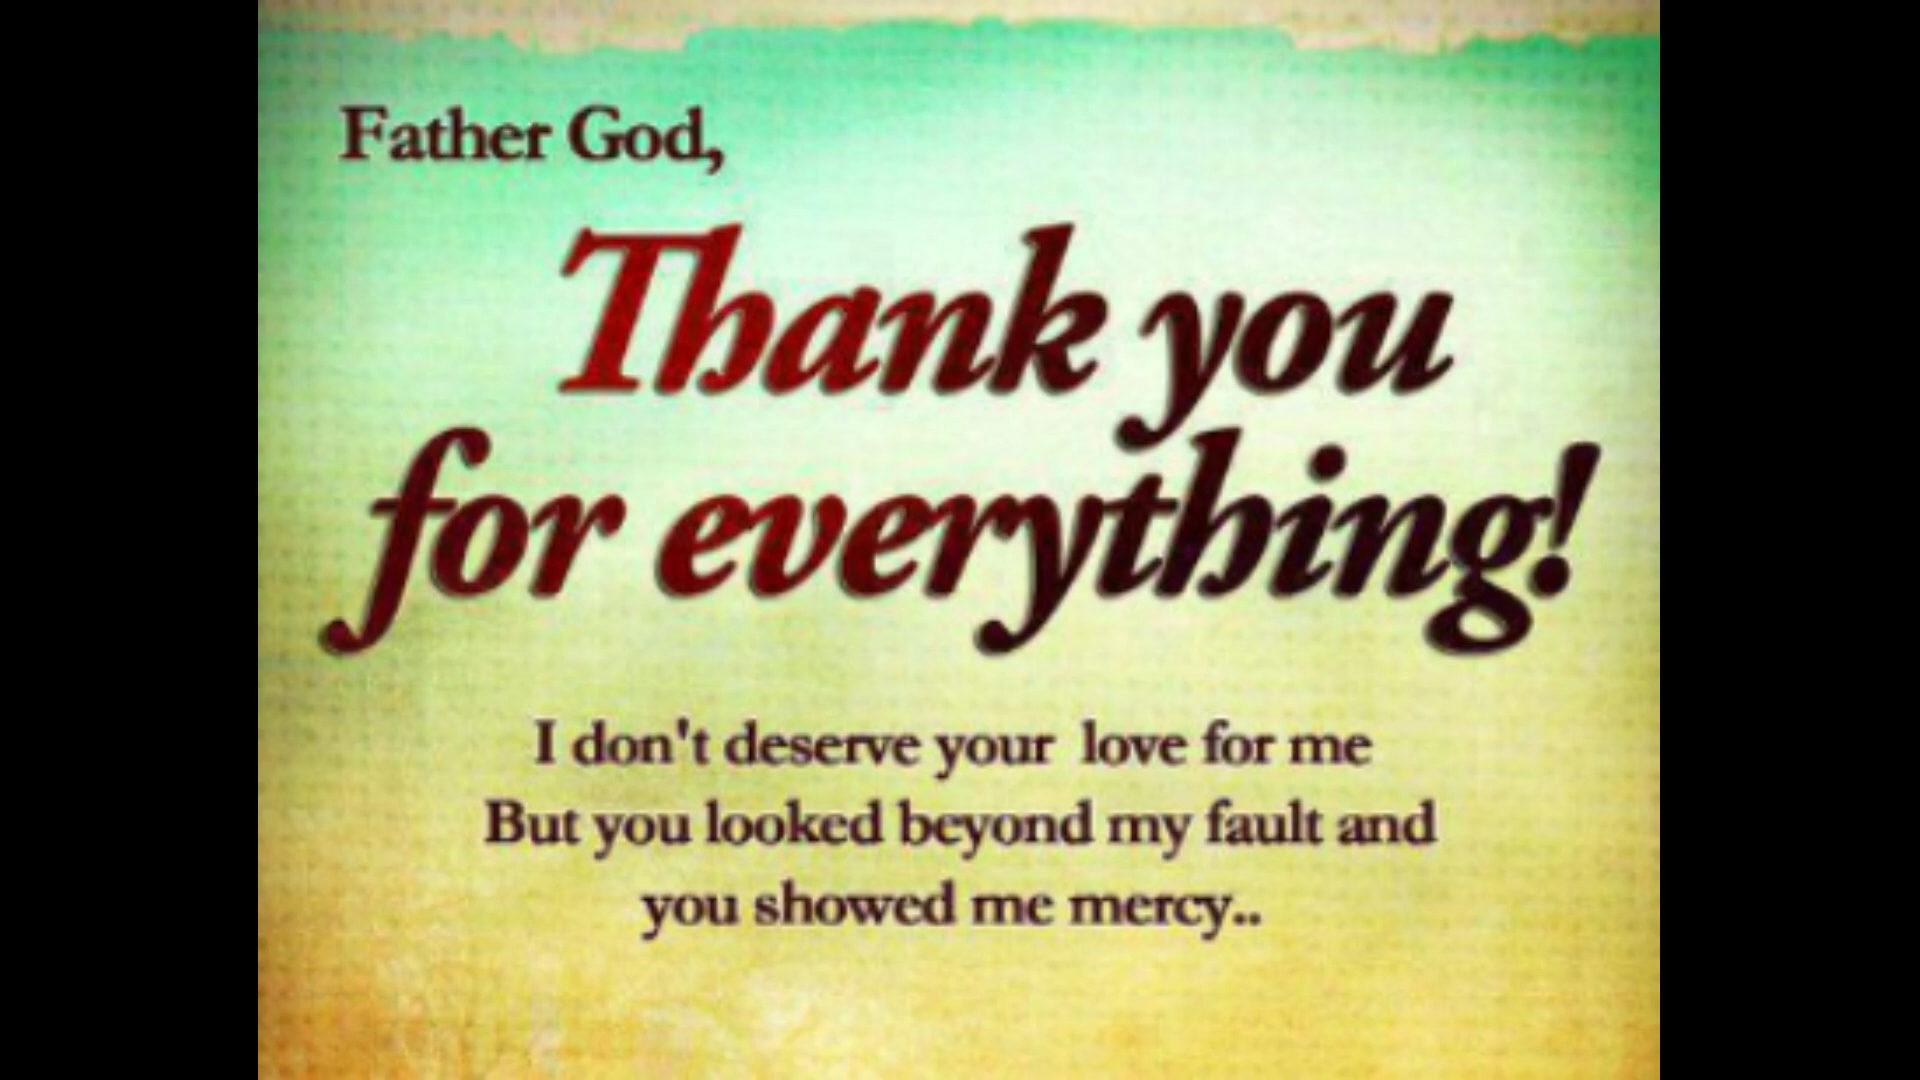 Father God,
Thank you
for everything!
I don't deserve your love for me
But you looked beyond my fault and
you showed me mercy..